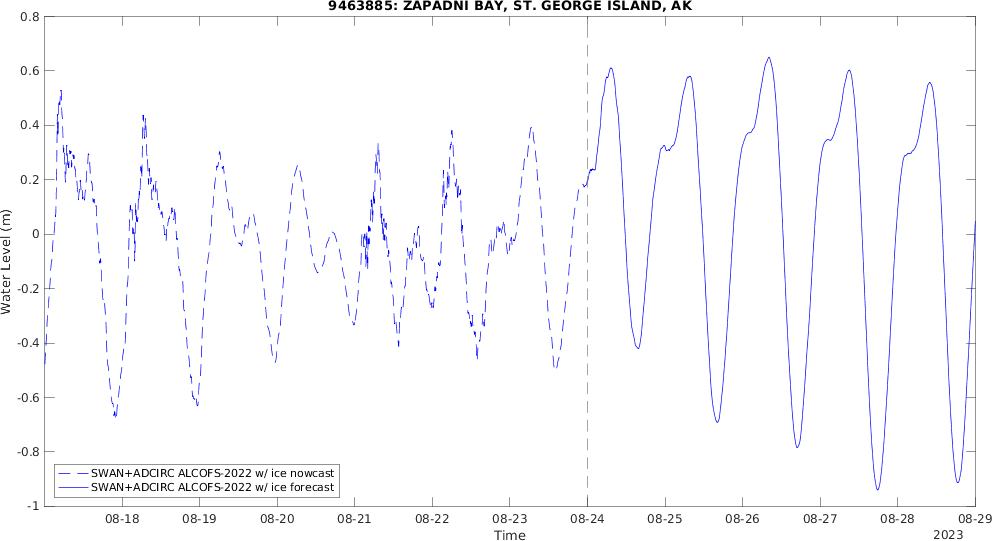 9463885: ZAPADNI BAY, ST. GEORGE ISLAND, AK
0.8
0.6
0.4
0.2
0
-0.2
-0.4
-0.6
-0.8
-1
Water Level (m)
SWAN+ADCIRC ALCOFS-2022 w/ ice nowcast
SWAN+ADCIRC ALCOFS-2022 w/ ice forecast
08-18 08-19 08-20 08-21 08-22 08-23 08-24 08-25 08-26 08-27 08-28 08-29
Time
2023